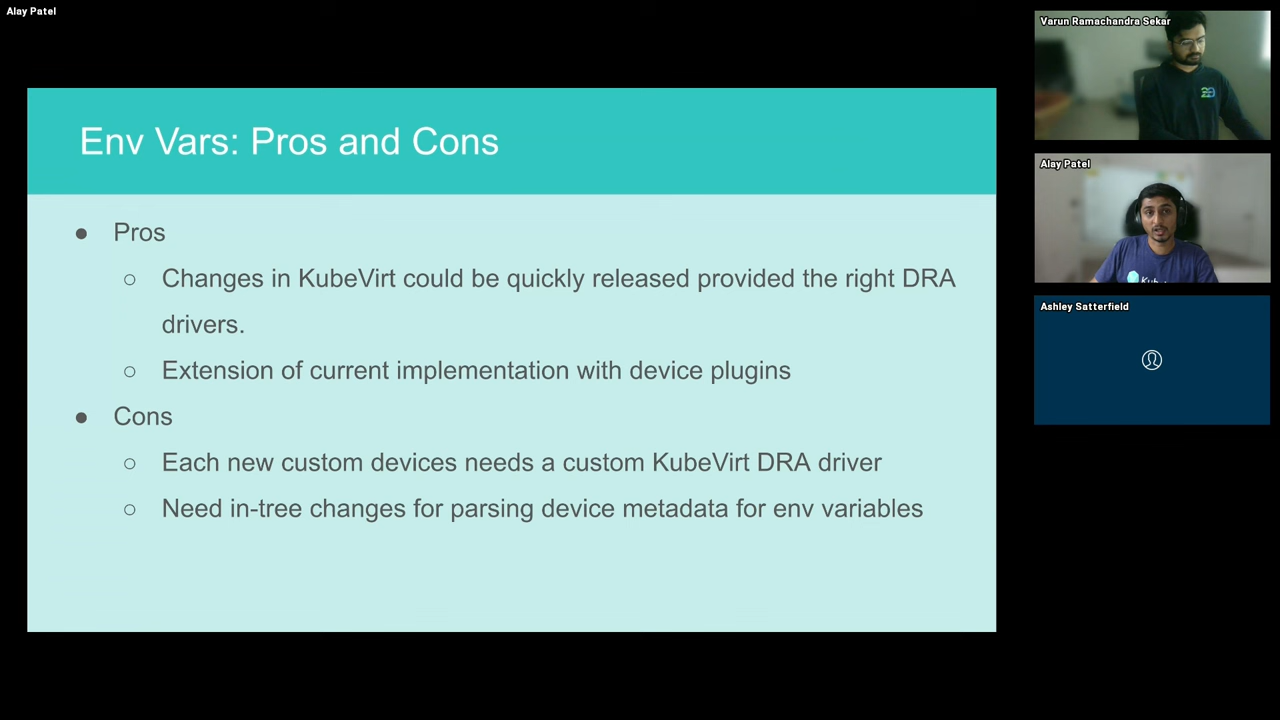 Alay Patel
Env Vars: Pros and Cons
● Pros
○ Changes in KubeVirt could be quickly released provided the right DRA
drivers.
○ Extension of current implementation with device plugins
● Cons
○ Each new custom devices needs a custom KubeVirt DRA driver
○ Need in-tree changes for parsing device metadata for env variables
Varun Ramachandra Sekar
Alay Patel
Ashley Satterfield